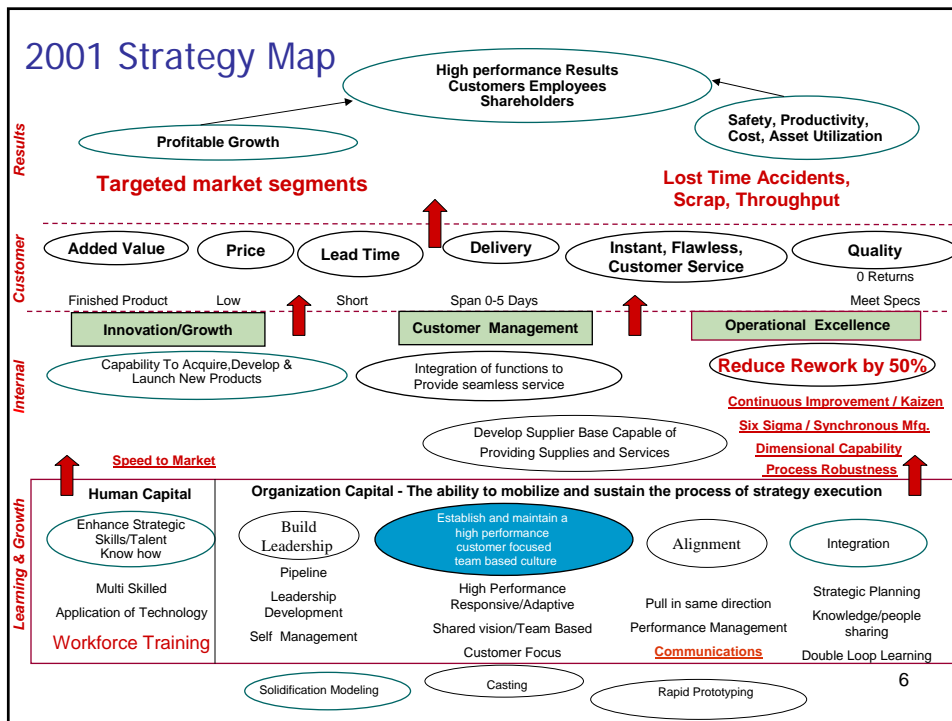 2001 Strategy Map
High performance Results
Customers Employees
Shareholders
Profitable Growth
Safety, Productivity,
Cost, Asset Utilization
Results
Targeted market segments
Lost Time Accidents,
Scrap, Throughput
Customer
Added Value
Price
Lead Time
Delivery
Instant, Flawless,
Customer Service
Quality
0 Returns
Finished Product
Low
Short
Span 0-5 Days
Meet Specs
Internal
Innovation/Growth
Customer Management
Operational Excellence
Capability To Acquire,Develop &
Launch New Products
Integration of functions to
Provide seamless service
Reduce Rework by 50%
Continuous Improvement / Kaizen
Six Sigma / Synchronous Mfg.
Dimensional Capability
Process Robustness
Develop Supplier Base Capable of
Providing Supplies and Services
Speed to Market
Learning & Growth
Human Capital
Organization Capital - The ability to mobilize and sustain the process of strategy execution
Enhance Strategic
Skills/Talent
Know how
Multi Skilled
Application of Technology
Workforce Training
Build
Leadership
Pipeline
Leadership
Development
Self Management
Establish and maintain a
high performance
customer focused
team based culture
High Performance
Responsive/Adaptive
Shared vision/Team Based
Customer Focus
Alignment
Pull in same direction
Performance Management
Communications
Integration
Strategic Planning
Knowledge/people
sharing
Double Loop Learning
Solidification Modeling
Casting
Rapid Prototyping
6